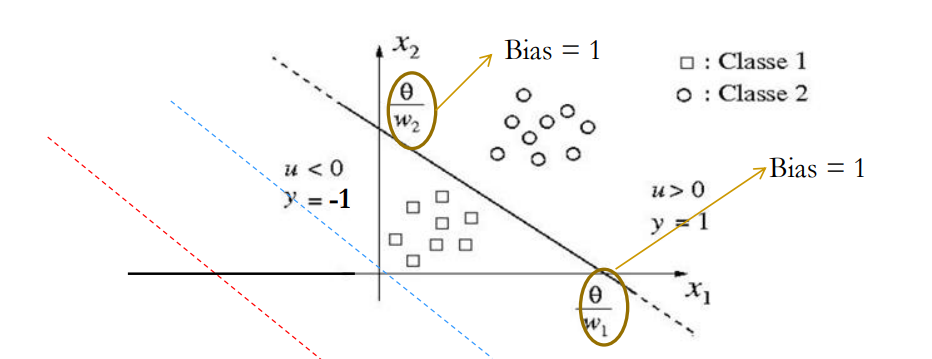 x₂
Bias = 1
□ : Classe 1
○ : Classe 2
θ
w₂
u < 0
y = -1
Bias = 1
u > 0
y = 1
x₁
θ
w₁